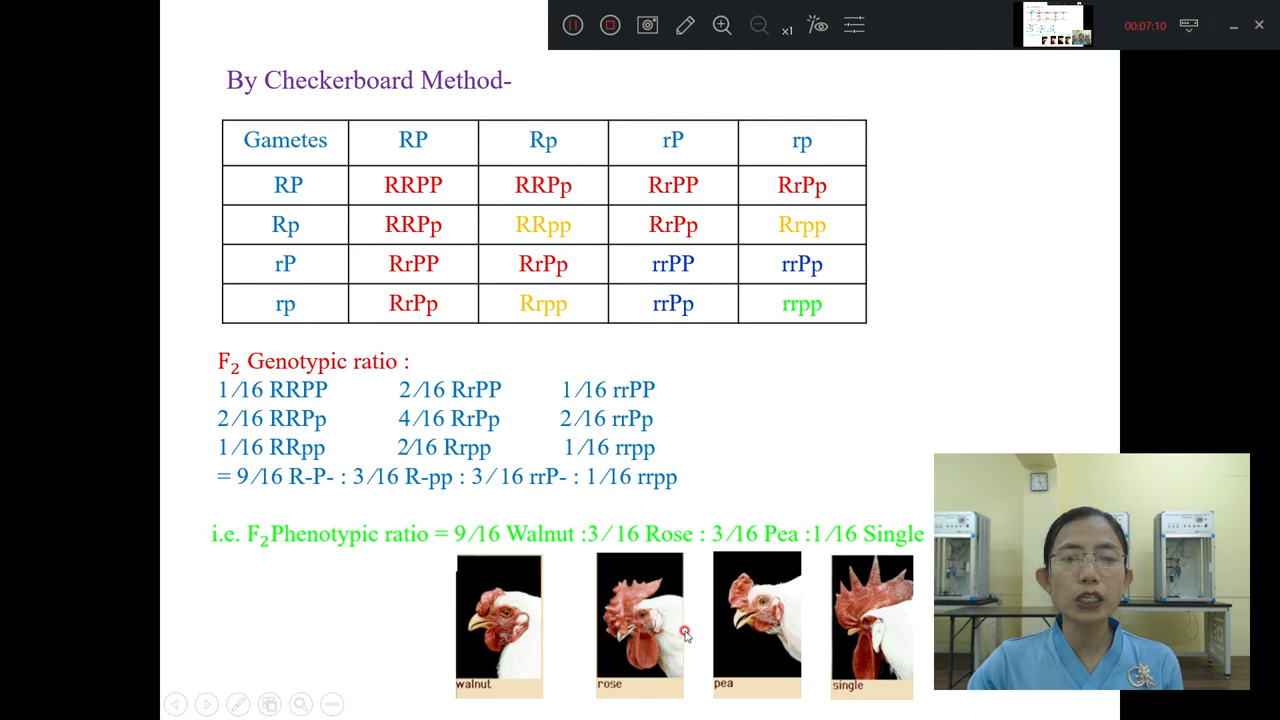 x1
00:07:10
By Checkerboard Method-
Gametes RP Rp rP rp
RP RRPP RRPp RrPP RrPp
Rp RRPp RRpp RrPp Rrpp
rP RrPP RrPp rrPP rrPp
rp RrPp Rrpp rrPp rrpp
F₂ Genotypic ratio :
1/16 RRPP 2/16 RrPP 1/16 rrPP
2/16 RRPp 4/16 RrPp 2/16 rrPp
1/16 RRpp 2/16 Rrpp 1/16 rrpp
= 9/16 R-P- : 3/16 R-pp : 3/ 16 rrP- : 1/16 rrpp
i.e. F₂Phenotypic ratio = 9/16 Walnut :3/ 16 Rose : 3/16 Pea :1/16 Single
walnut rose pea single